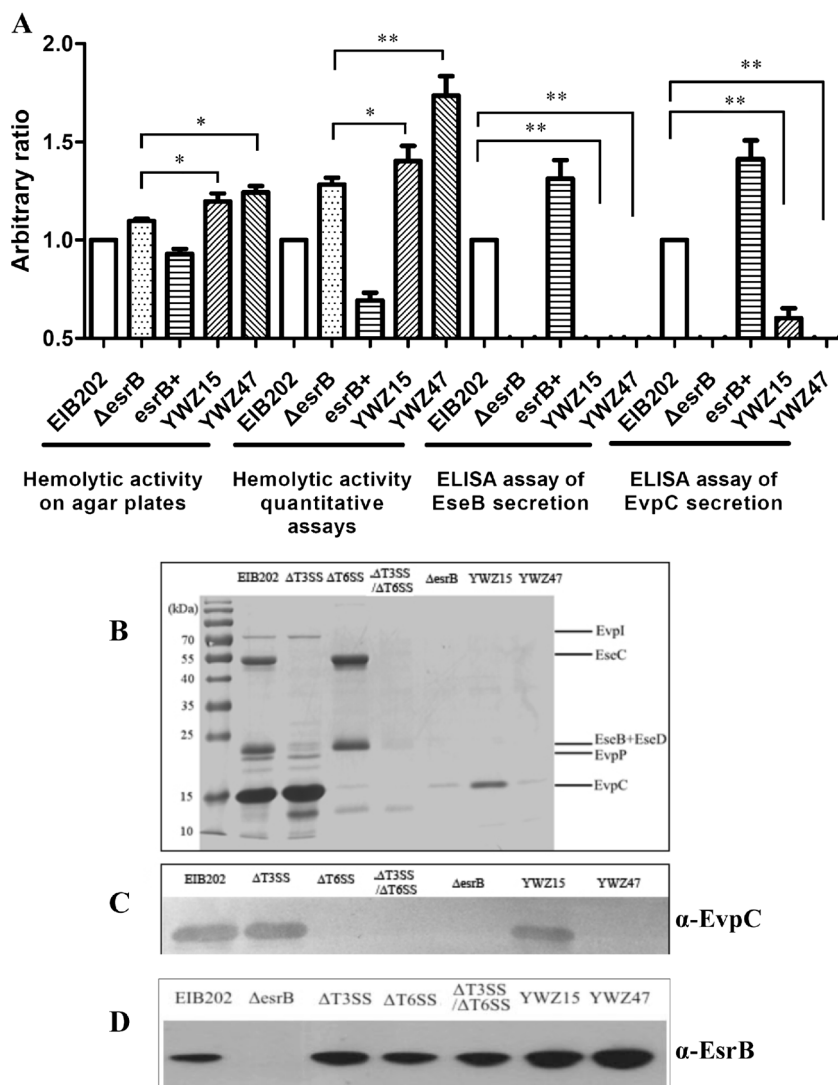 A
Arbitrary ratio
2.0
1.5
1.0
0.5
* * * ** ** ** ** **
EIB202 ΔesrB esrB+ YWZ15 YWZ47 EIB202 ΔesrB esrB+ YWZ15 YWZ47 EIB202 ΔesrB esrB+ YWZ15 YWZ47 EIB202 ΔesrB esrB+ YWZ15 YWZ47
Hemolytic activity on agar plates
Hemolytic activity quantitative assays
ELISA assay of EseB secretion
ELISA assay of EvpC secretion
B
EIB202 ΔT3SS ΔT6SS ΔT3SS /ΔT6SS ΔesrB YWZ15 YWZ47
(kDa)
70
55
40
35
25
15
10
EvpI
EseC
EseB+EseD
EvpP
EvpC
C
EIB202 ΔT3SS ΔT6SS ΔT3SS /ΔT6SS ΔesrB YWZ15 YWZ47
α-EvpC
D
EIB202 ΔesrB ΔT3SS ΔT6SS ΔT3SS /ΔT6SS YWZ15 YWZ47
α-EsrB